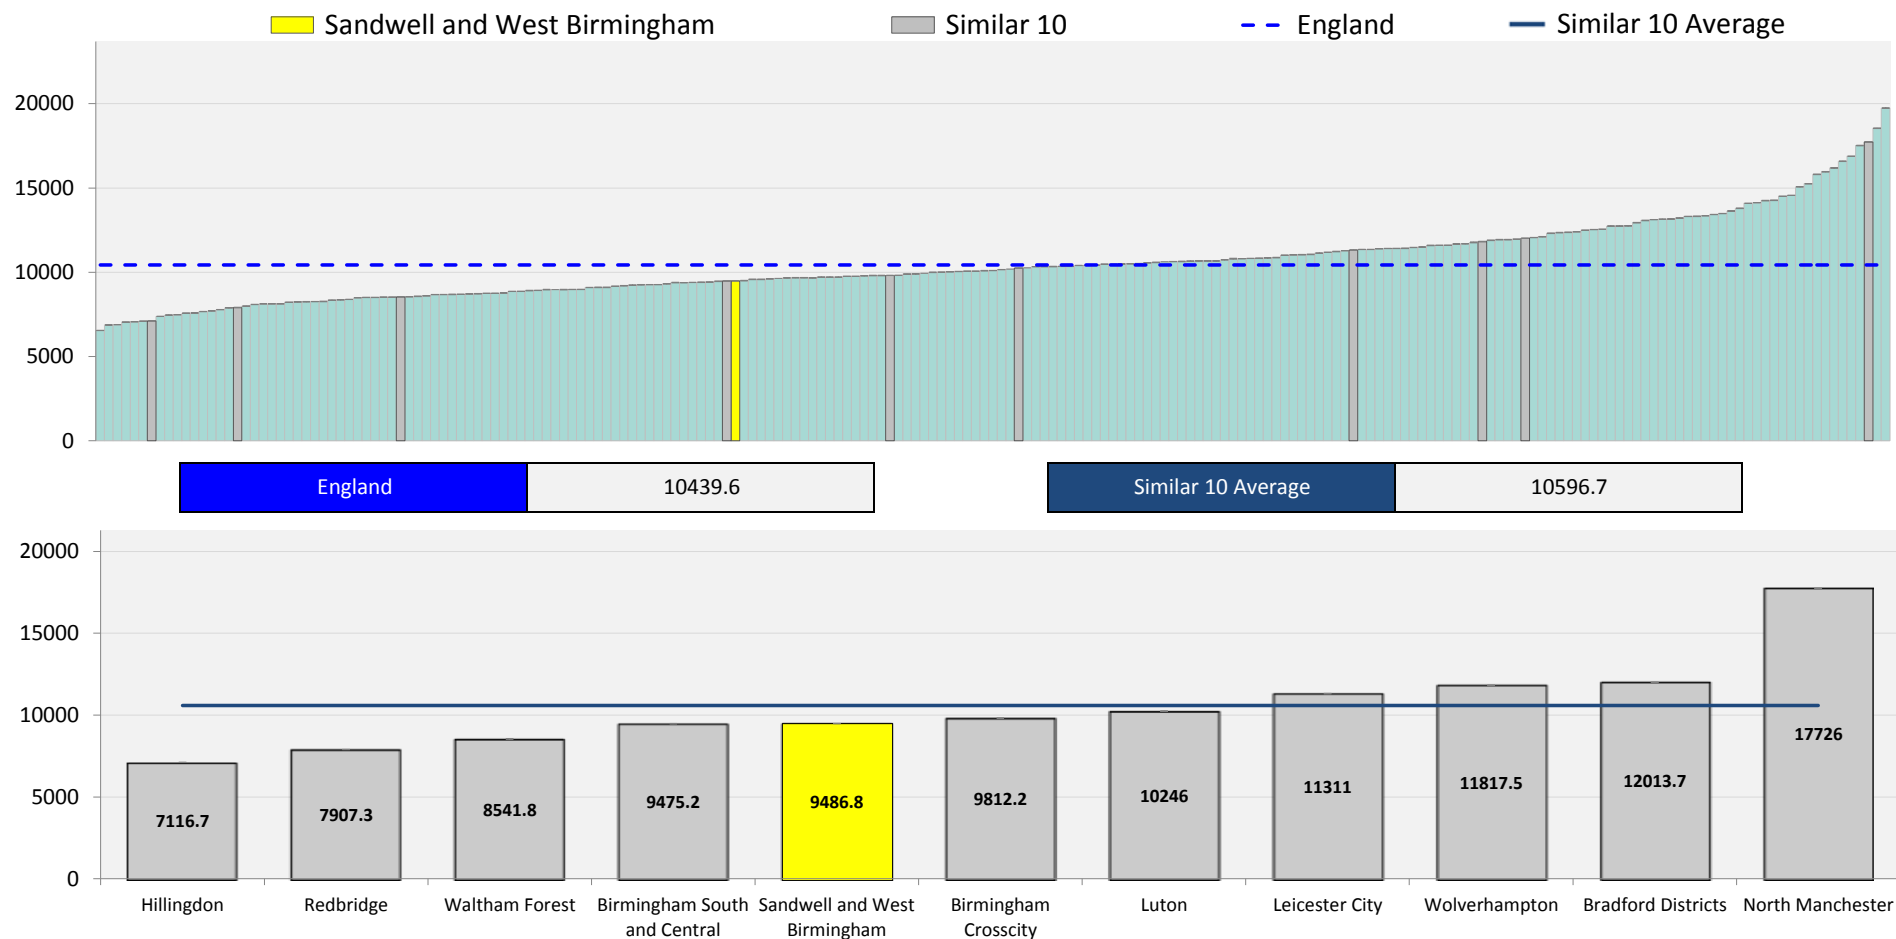 Sandwell and West Birmingham Similar 10 England Similar 10 Average
20000
15000
10000
5000
0
England 10439.6 Similar 10 Average 10596.7
20000
15000
10000
5000
0
7116.7 7907.3 8541.8 9475.2 9486.8 9812.2 10246 11311 11817.5 12013.7 17726
Hillingdon Redbridge Waltham Forest Birmingham South Sandwell and West Birmingham Luton Leicester City Wolverhampton Bradford Districts North Manchester
and Central Birmingham Crosscity